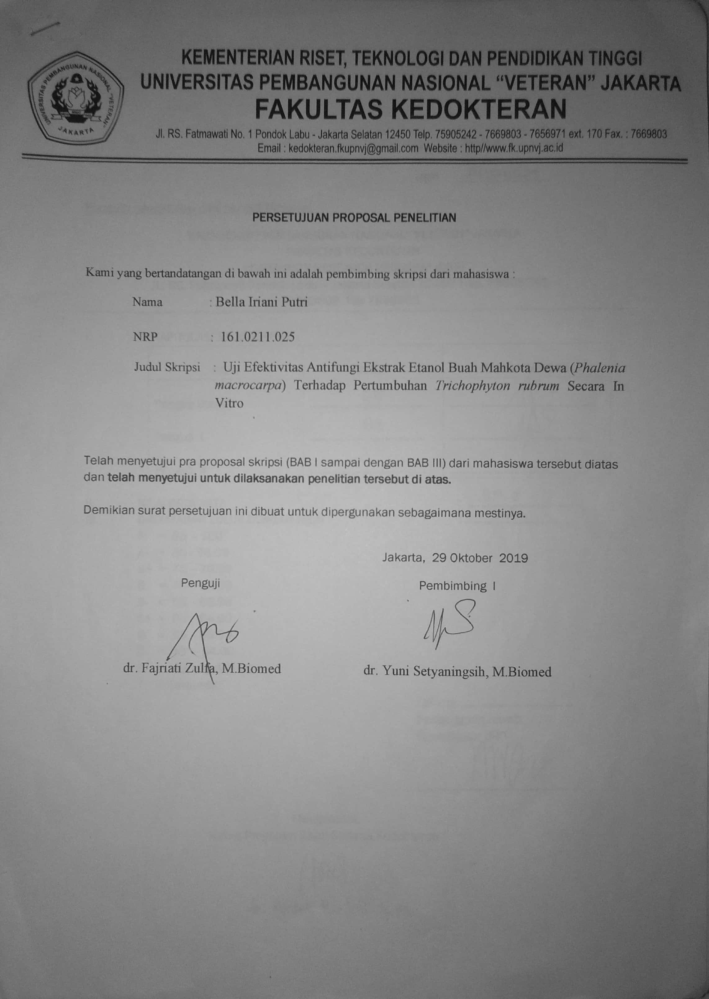 KEMENTERIAN RISET, TEKNOLOGI DAN PENDIDIKAN TINGGI
UNIVERSITAS PEMBANGUNAN NASIONAL “VETERAN” JAKARTA
FAKULTAS KEDOKTERAN
Jl. RS. Fatmawati No. 1 Pondok Labu - Jakarta Selatan 12450 Telp. 75905242 - 7669803 - 7656971 ext. 170 Fax. : 7669803
Email : kedokteran.fkupnvj@gmail.com Website : http//www.fk.upnvj.ac.id
UNIVERSITAS PEMBANGUNAN NASIONAL "VETERAN"
JAKARTA
PERSETUJUAN PROPOSAL PENELITIAN
Kami yang bertandatangan di bawah ini adalah pembimbing skripsi dari mahasiswa :
Nama : Bella Iriani Putri
NRP : 161.0211.025
Judul Skripsi : Uji Efektivitas Antifungi Ekstrak Etanol Buah Mahkota Dewa (Phalenia
macrocarpa) Terhadap Pertumbuhan Trichophyton rubrum Secara In
Vitro
Telah menyetujui pra proposal skripsi (BAB I sampai dengan BAB III) dari mahasiswa tersebut diatas
dan telah menyetujui untuk dilaksanakan penelitian tersebut di atas.
Demikian surat persetujuan ini dibuat untuk dipergunakan sebagaimana mestinya.
Jakarta, 29 Oktober 2019
Penguji Pembimbing I
dr. Fajriati Zulfa, M.Biomed dr. Yuni Setyaningsih, M.Biomed